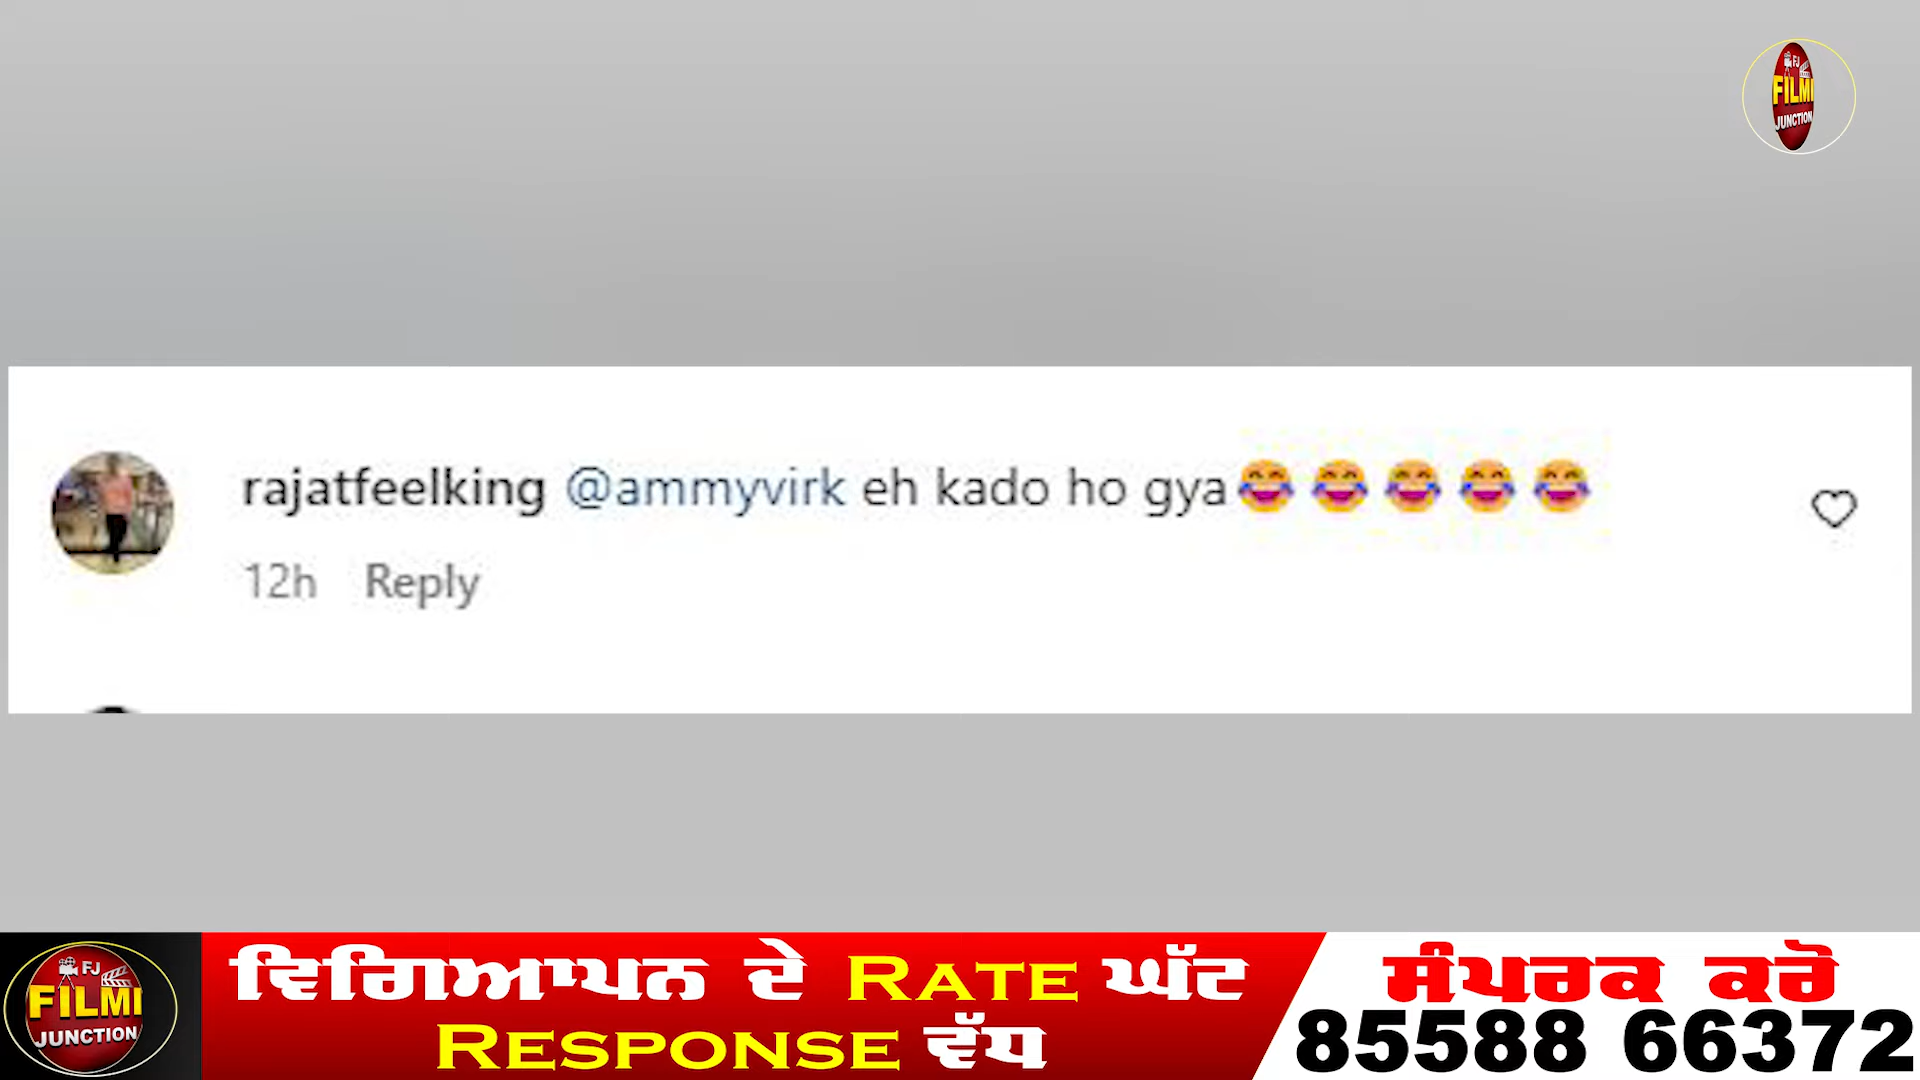 FJ
FILMI
JUNCTION
rajatfeelking @ammyvirk eh kado ho gya😂😂😂😂😂
12h Reply
FJ
FILMI
JUNCTION
ਵਿਗਿਆਪਨ ਦੇ RATE ਘੱਟ
RESPONSE ਵੱਧ
ਸੰਪਰਕ ਕਰੋ
85588 66372